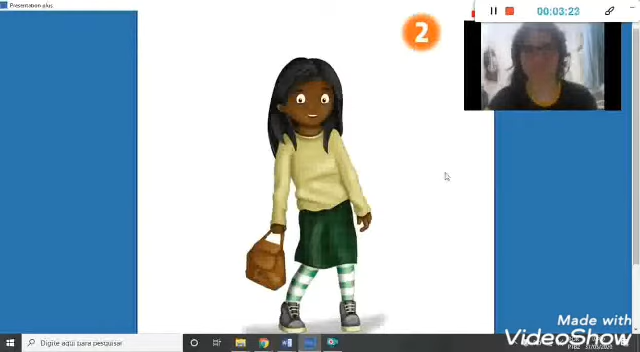 Presentation plus
2
00:03:23
Digite aqui para pesquisar
Made with
VideoShow